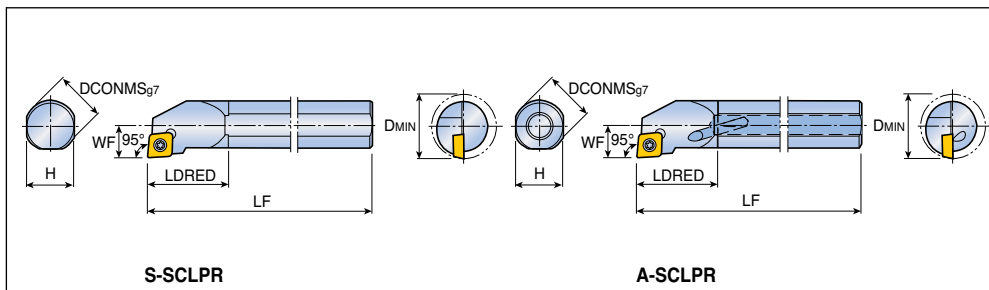 DCONMSg7
WF
95°
H
LDRED
LF
DMIN
S-SCLPR
DCONMSg7
WF
95°
H
LDRED
LF
DMIN
A-SCLPR